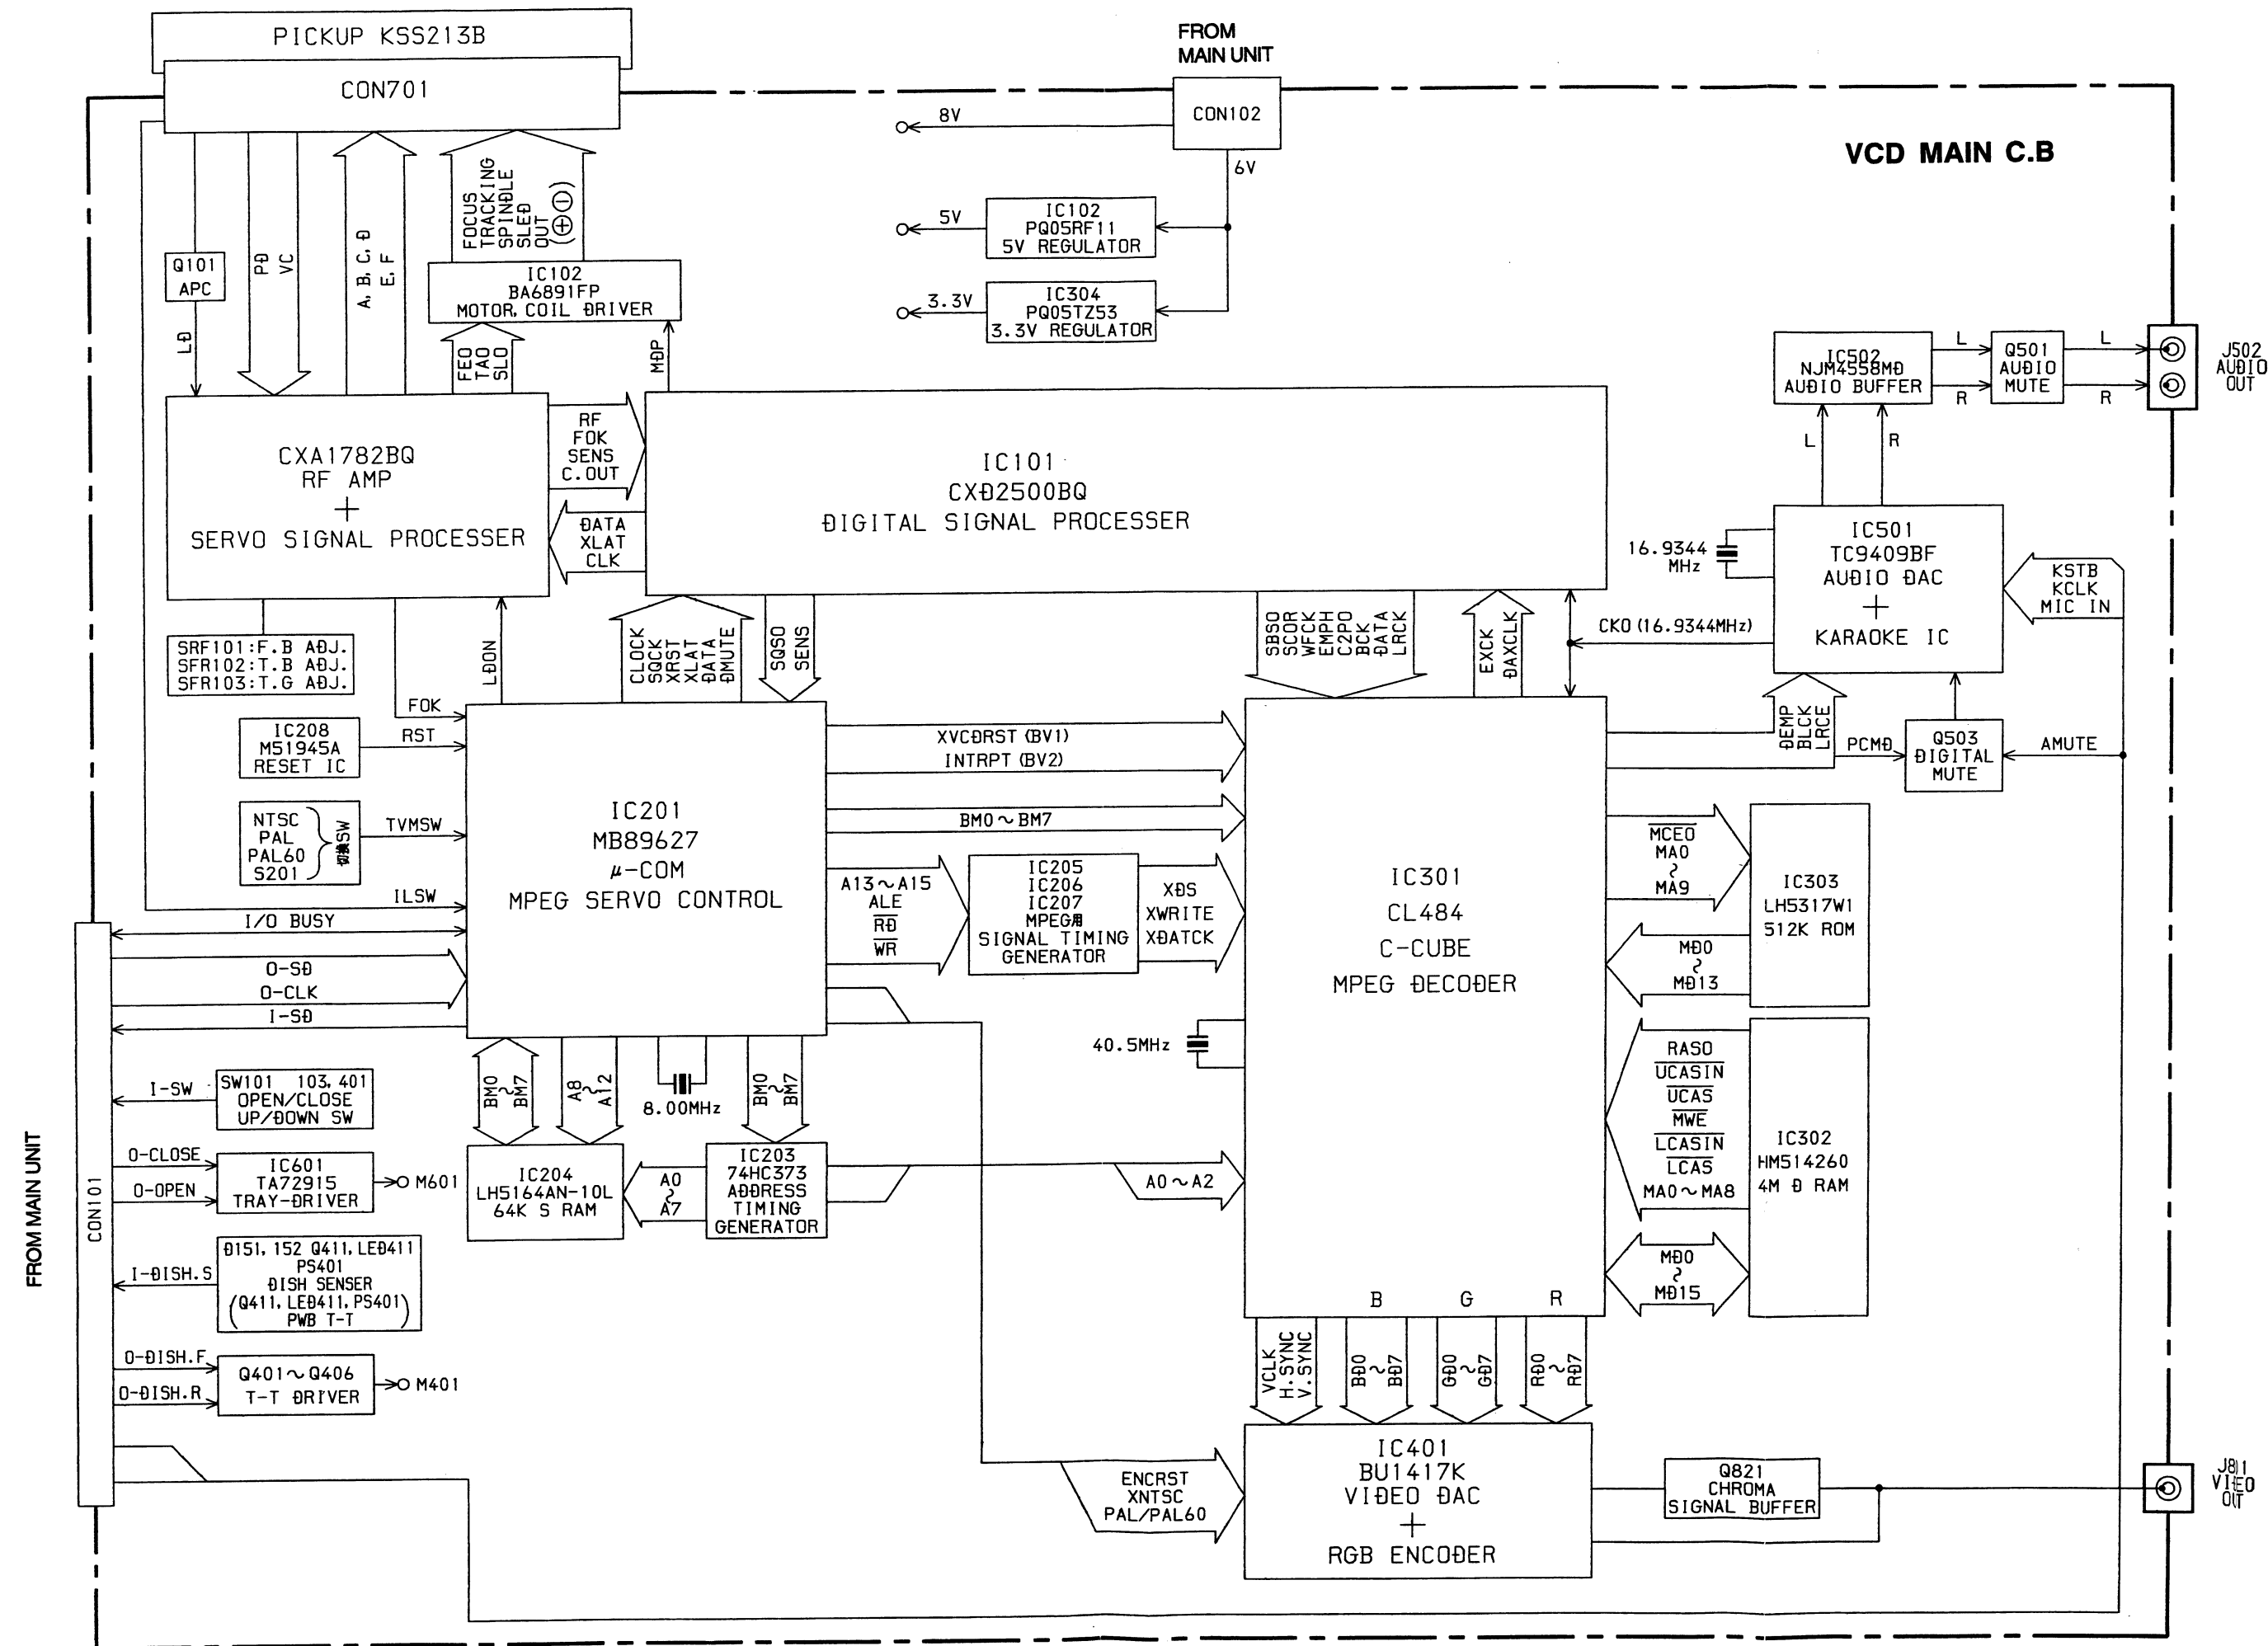 PICKUP KSS213B
CON701
FROM
MAIN UNIT
CON102
8V
6V
VCD MAIN C.B
5V
IC102
PQ05RF11
5V REGULATOR
3.3V
IC304
PQ05TZ53
3.3V REGULATOR
Q101
APC
LD
PD
VC
A, B, C, D
E, F
FOCUS
TRACKING
SPINDLE
SLED
OUT
(⊕⊖)
IC102
BA6891FP
MOTOR, COIL DRIVER
FEO
TAO
SLO
MDP
CXA1782BQ
RF AMP
+
SERVO SIGNAL PROCESSER
RF
FOK
SENS
C.OUT
DATA
XLAT
CLK
IC101
CXD2500BQ
DIGITAL SIGNAL PROCESSER
IC502
NJM4558MD
AUDIO BUFFER
L
R
Q501
AUDIO
MUTE
L
R
J502
AUDIO
OUT
L
R
16.9344
MHz
IC501
TC9409BF
AUDIO DAC
+
KARAOKE IC
KSTB
KCLK
MIC IN
CKO (16.9344MHz)
SRF101:F.B ADJ.
SFR102:T.B ADJ.
SFR103:T.G ADJ.
LDON
CLOCK
SQCK
XRST
XLAT
DATA
DMUTE
SQSO
SENS
SBSO
SCOR
WFCK
EMPH
C2PO
BCK
DATA
LRCK
EXCK
DAXCLK
DEMP
BLCK
LRCE
PCMD
Q503
DIGITAL
MUTE
AMUTE
FOK
IC208
M51945A
RESET IC
RST
NTSC
PAL
PAL60
S201
切換SW
TVMSW
ILSW
I/O BUSY
O-SD
O-CLK
I-SD
IC201
MB89627
μ-COM
MPEG SERVO CONTROL
XVCDRST (BV1)
INTRPT (BV2)
BM0～BM7
A13～A15
ALE
RD
WR
IC205
IC206
IC207
MPEG用
SIGNAL TIMING
GENERATOR
XDS
XWRITE
XDATCK
IC301
CL484
C-CUBE
MPEG DECODER
40.5MHz
MCEO
MA0
～
MA9
IC303
LH5317W1
512K ROM
MD0
～
MD13
RASO
UCASIN
UCAS
MWE
LCASIN
LCAS
MA0～MA8
IC302
HM514260
4M D RAM
MD0
～
MD15
FROM MAIN UNIT
CON101
I-SW
SW101 103, 401
OPEN/CLOSE
UP/DOWN SW
O-CLOSE
O-OPEN
IC601
TA72915
TRAY-DRIVER
M601
I-DISH.S
D151, 152 Q411, LED411
PS401
DISH SENSER
(Q411, LED411, PS401)
PWB T-T
O-DISH.F
O-DISH.R
Q401～Q406
T-T DRIVER
M401
BM0
～
BM7
A8
～
A12
8.00MHz
BM0
～
BM7
IC204
LH5164AN-10L
64K S RAM
A0
～
A7
IC203
74HC373
ADDRESS
TIMING
GENERATOR
A0～A2
B G R
VCLK
H.SYNC
V.SYNC
BD0
～
BD7
GD0
～
GD7
RD0
～
RD7
ENCRST
XNTSC
PAL/PAL60
IC401
BU1417K
VIDEO DAC
+
RGB ENCODER
Q821
CHROMA
SIGNAL BUFFER
J811
VIDEO
OUT